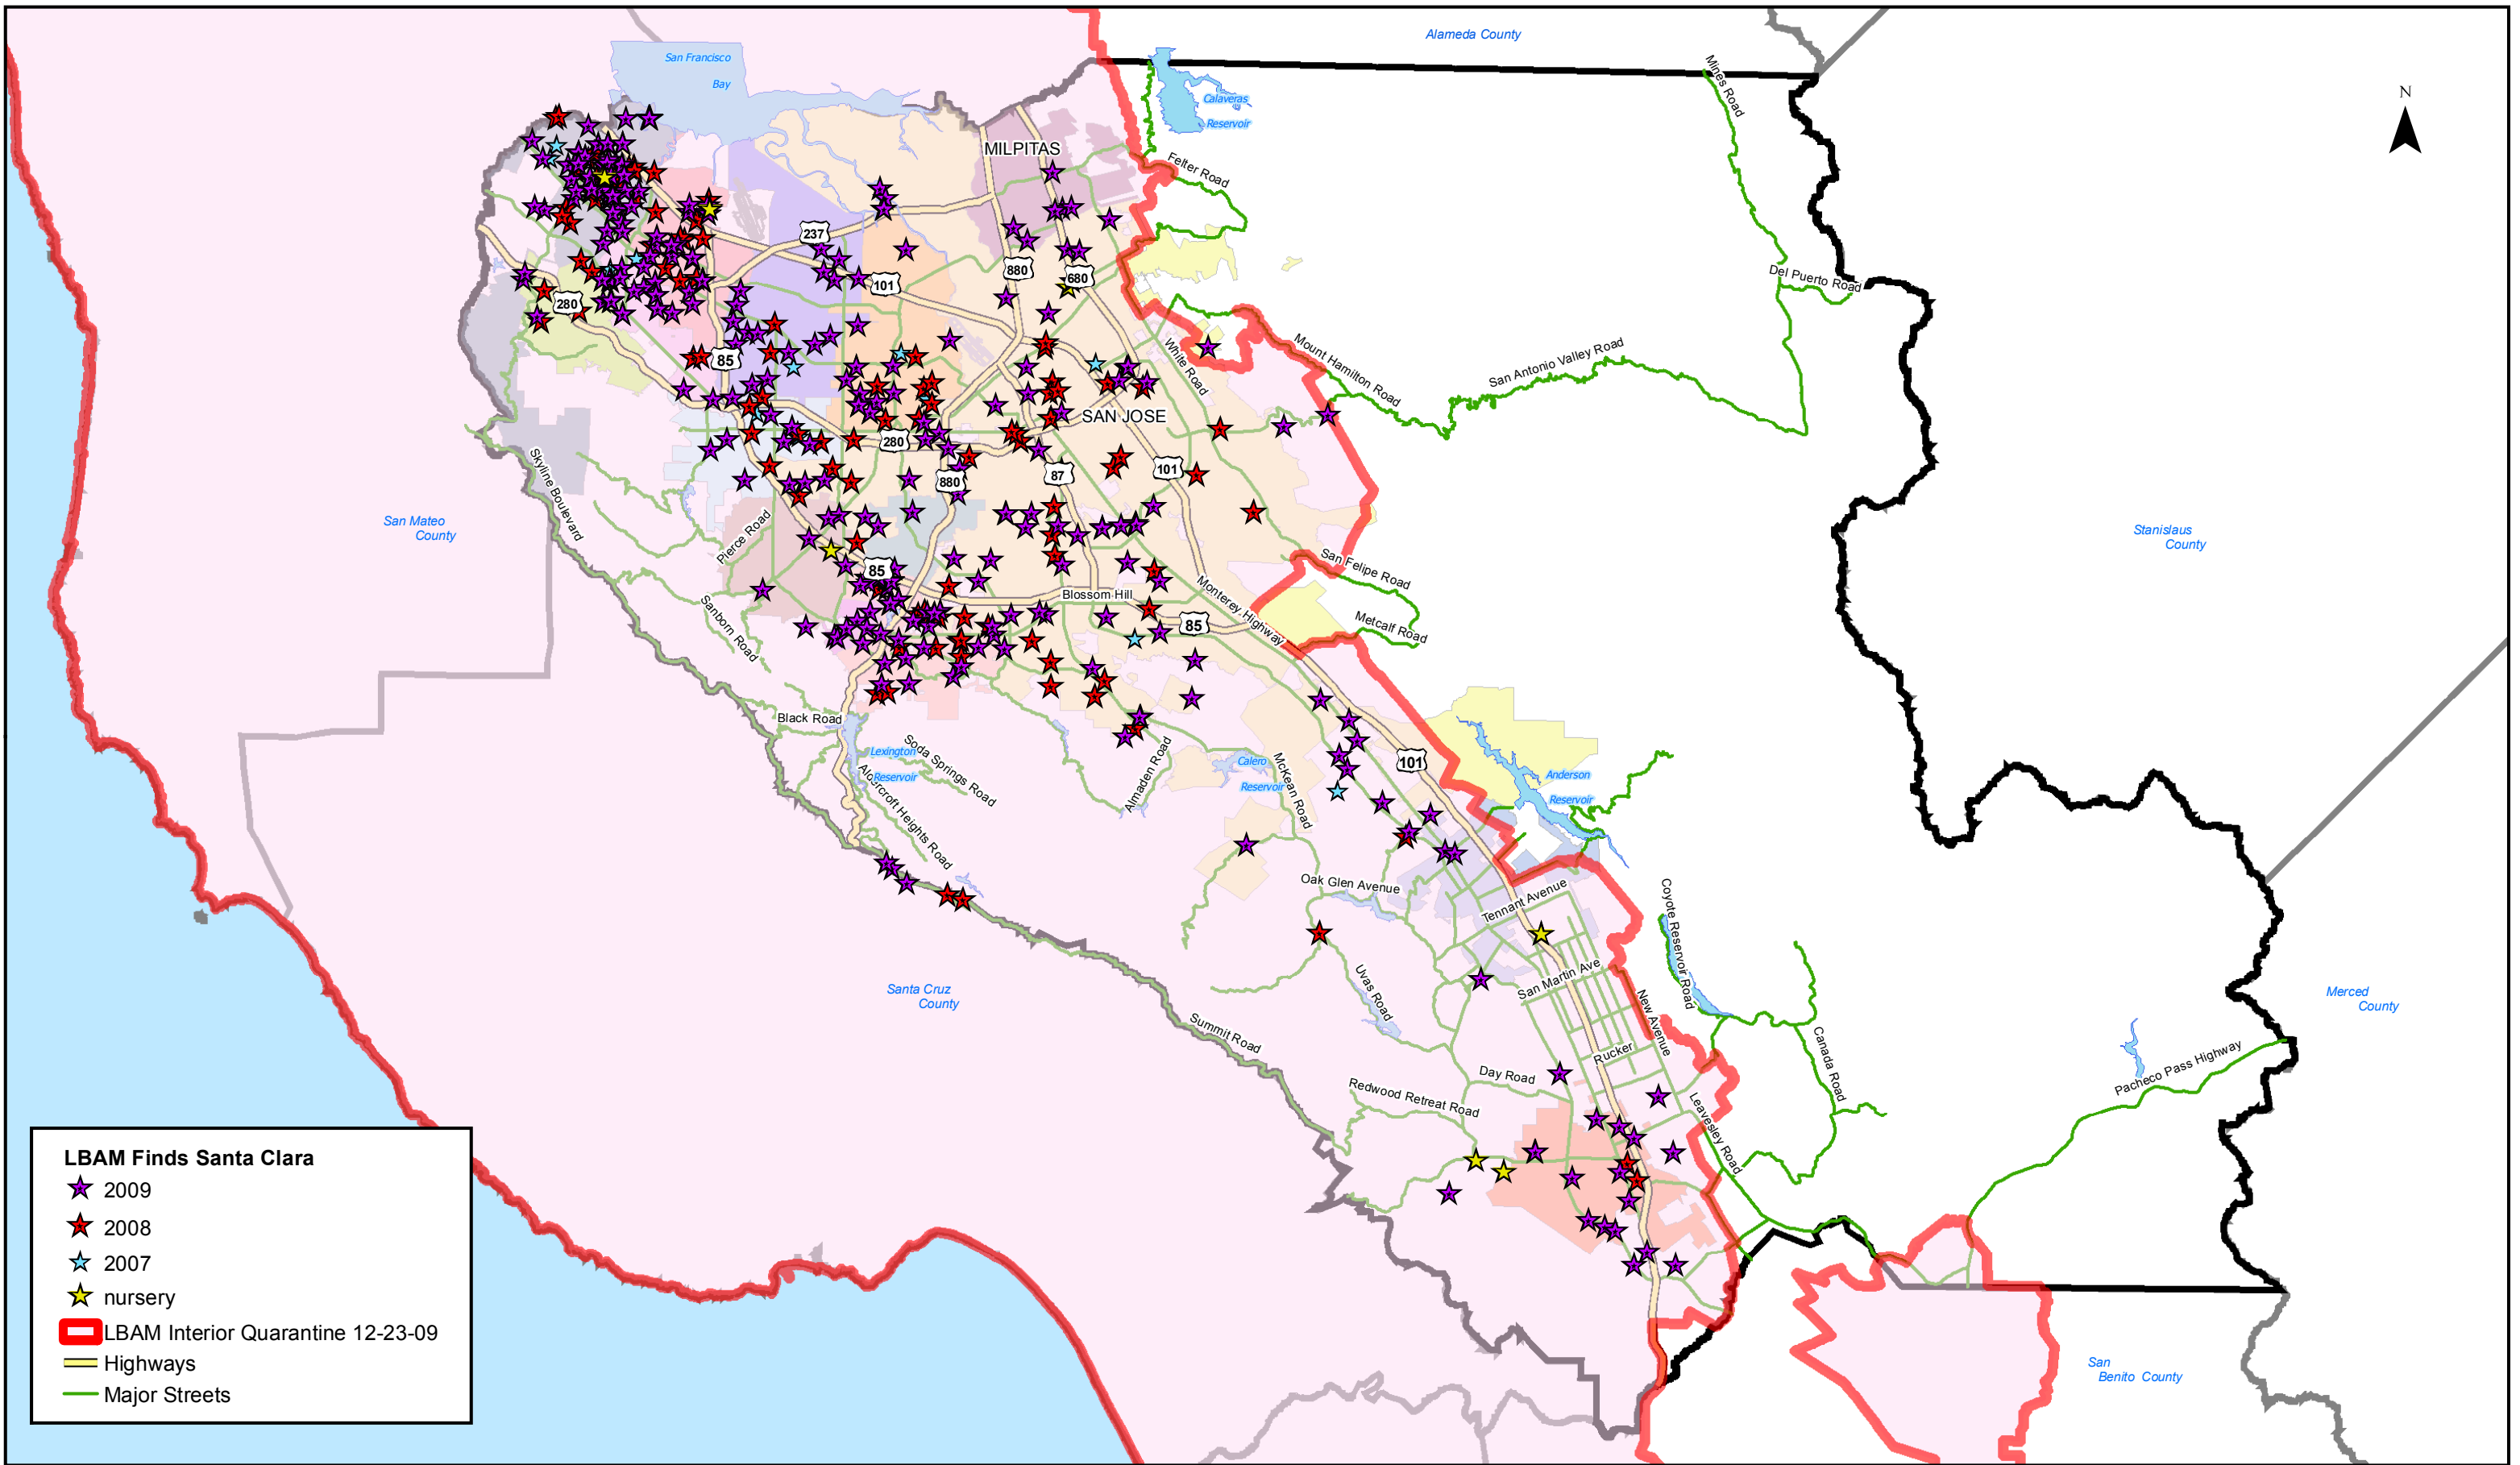 Alameda County
San Francisco
Bay
Calaveras
Reservoir
Mines Road
N
MILPITAS
Felter Road
237
880
680
101
280
Del Puerto Road
85
White Road
Mount Hamilton Road
San Antonio Valley Road
SAN JOSE
280
880
87
101
Skyline Boulevard
San Mateo
County
Pierce Road
Stanislaus
County
San Felipe Road
85
Sanborn Road
Blossom Hill
Monterey Highway
85
Metcalf Road
Black Road
Lexington
Reservoir
Soda Springs Road
Aldercroft Heights Road
Almaden Road
Calero
Reservoir
McKean Road
101
Anderson
Reservoir
Oak Glen Avenue
Tennant Avenue
Coyote Reservoir Road
Santa Cruz
County
Uvas Road
San Martin Ave
New Avenue
Merced
County
Summit Road
Rucker
Day Road
Redwood Retreat Road
Canada Road
Leavesley Road
Pacheco Pass Highway
San
Benito County
LBAM Finds Santa Clara
2009
2008
2007
nursery
LBAM Interior Quarantine 12-23-09
Highways
Major Streets